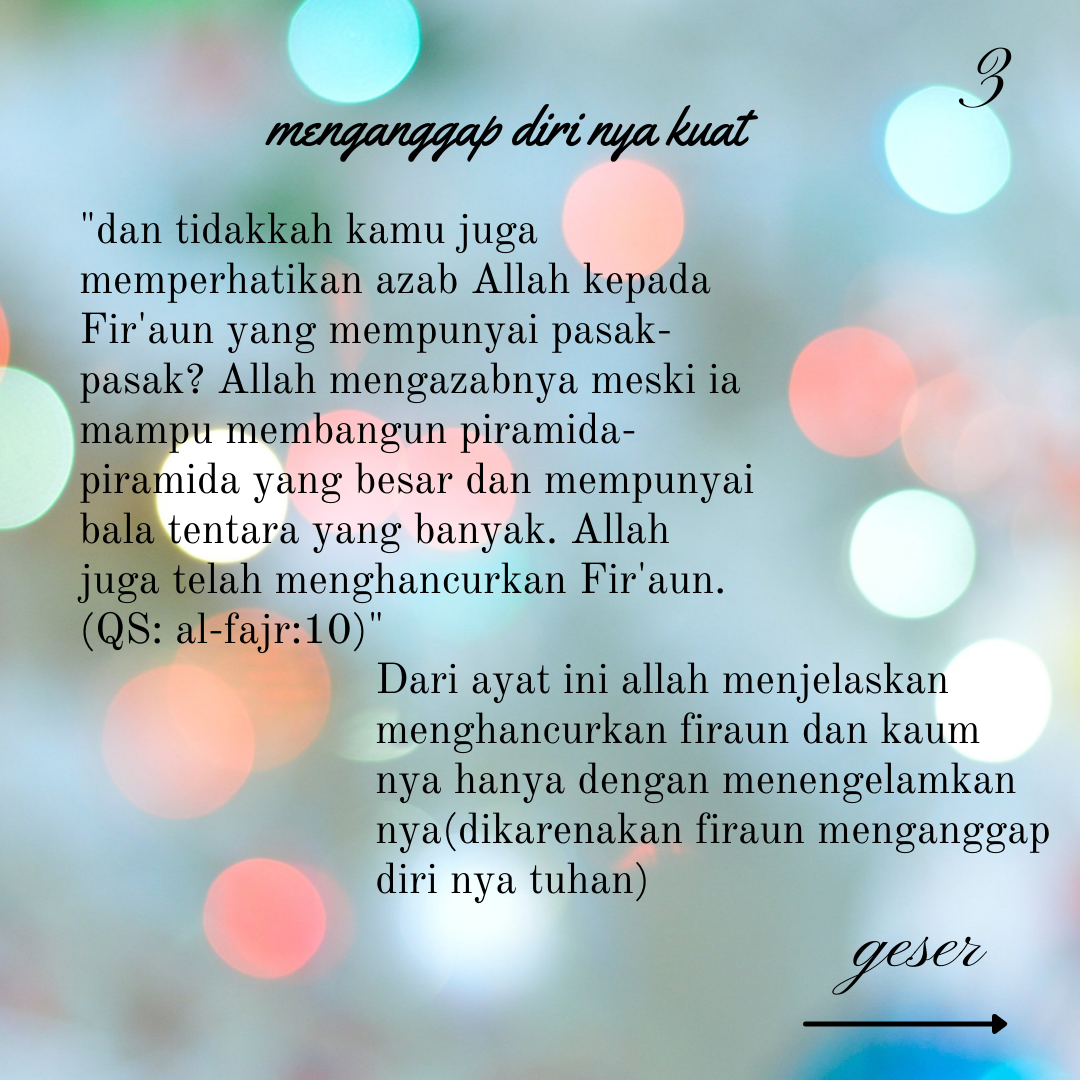 3
menganggap diri nya kuat
"dan tidakkah kamu juga
memperhatikan azab Allah kepada
Fir'aun yang mempunyai pasak-
pasak? Allah mengazabnya meski ia
mampu membangun piramida-
piramida yang besar dan mempunyai
bala tentara yang banyak. Allah
juga telah menghancurkan Fir'aun.
(QS: al-fajr:10)"
Dari ayat ini allah menjelaskan
menghancurkan firaun dan kaum
nya hanya dengan menengelamkan
nya(dikarenakan firaun menganggap
diri nya tuhan)
geser